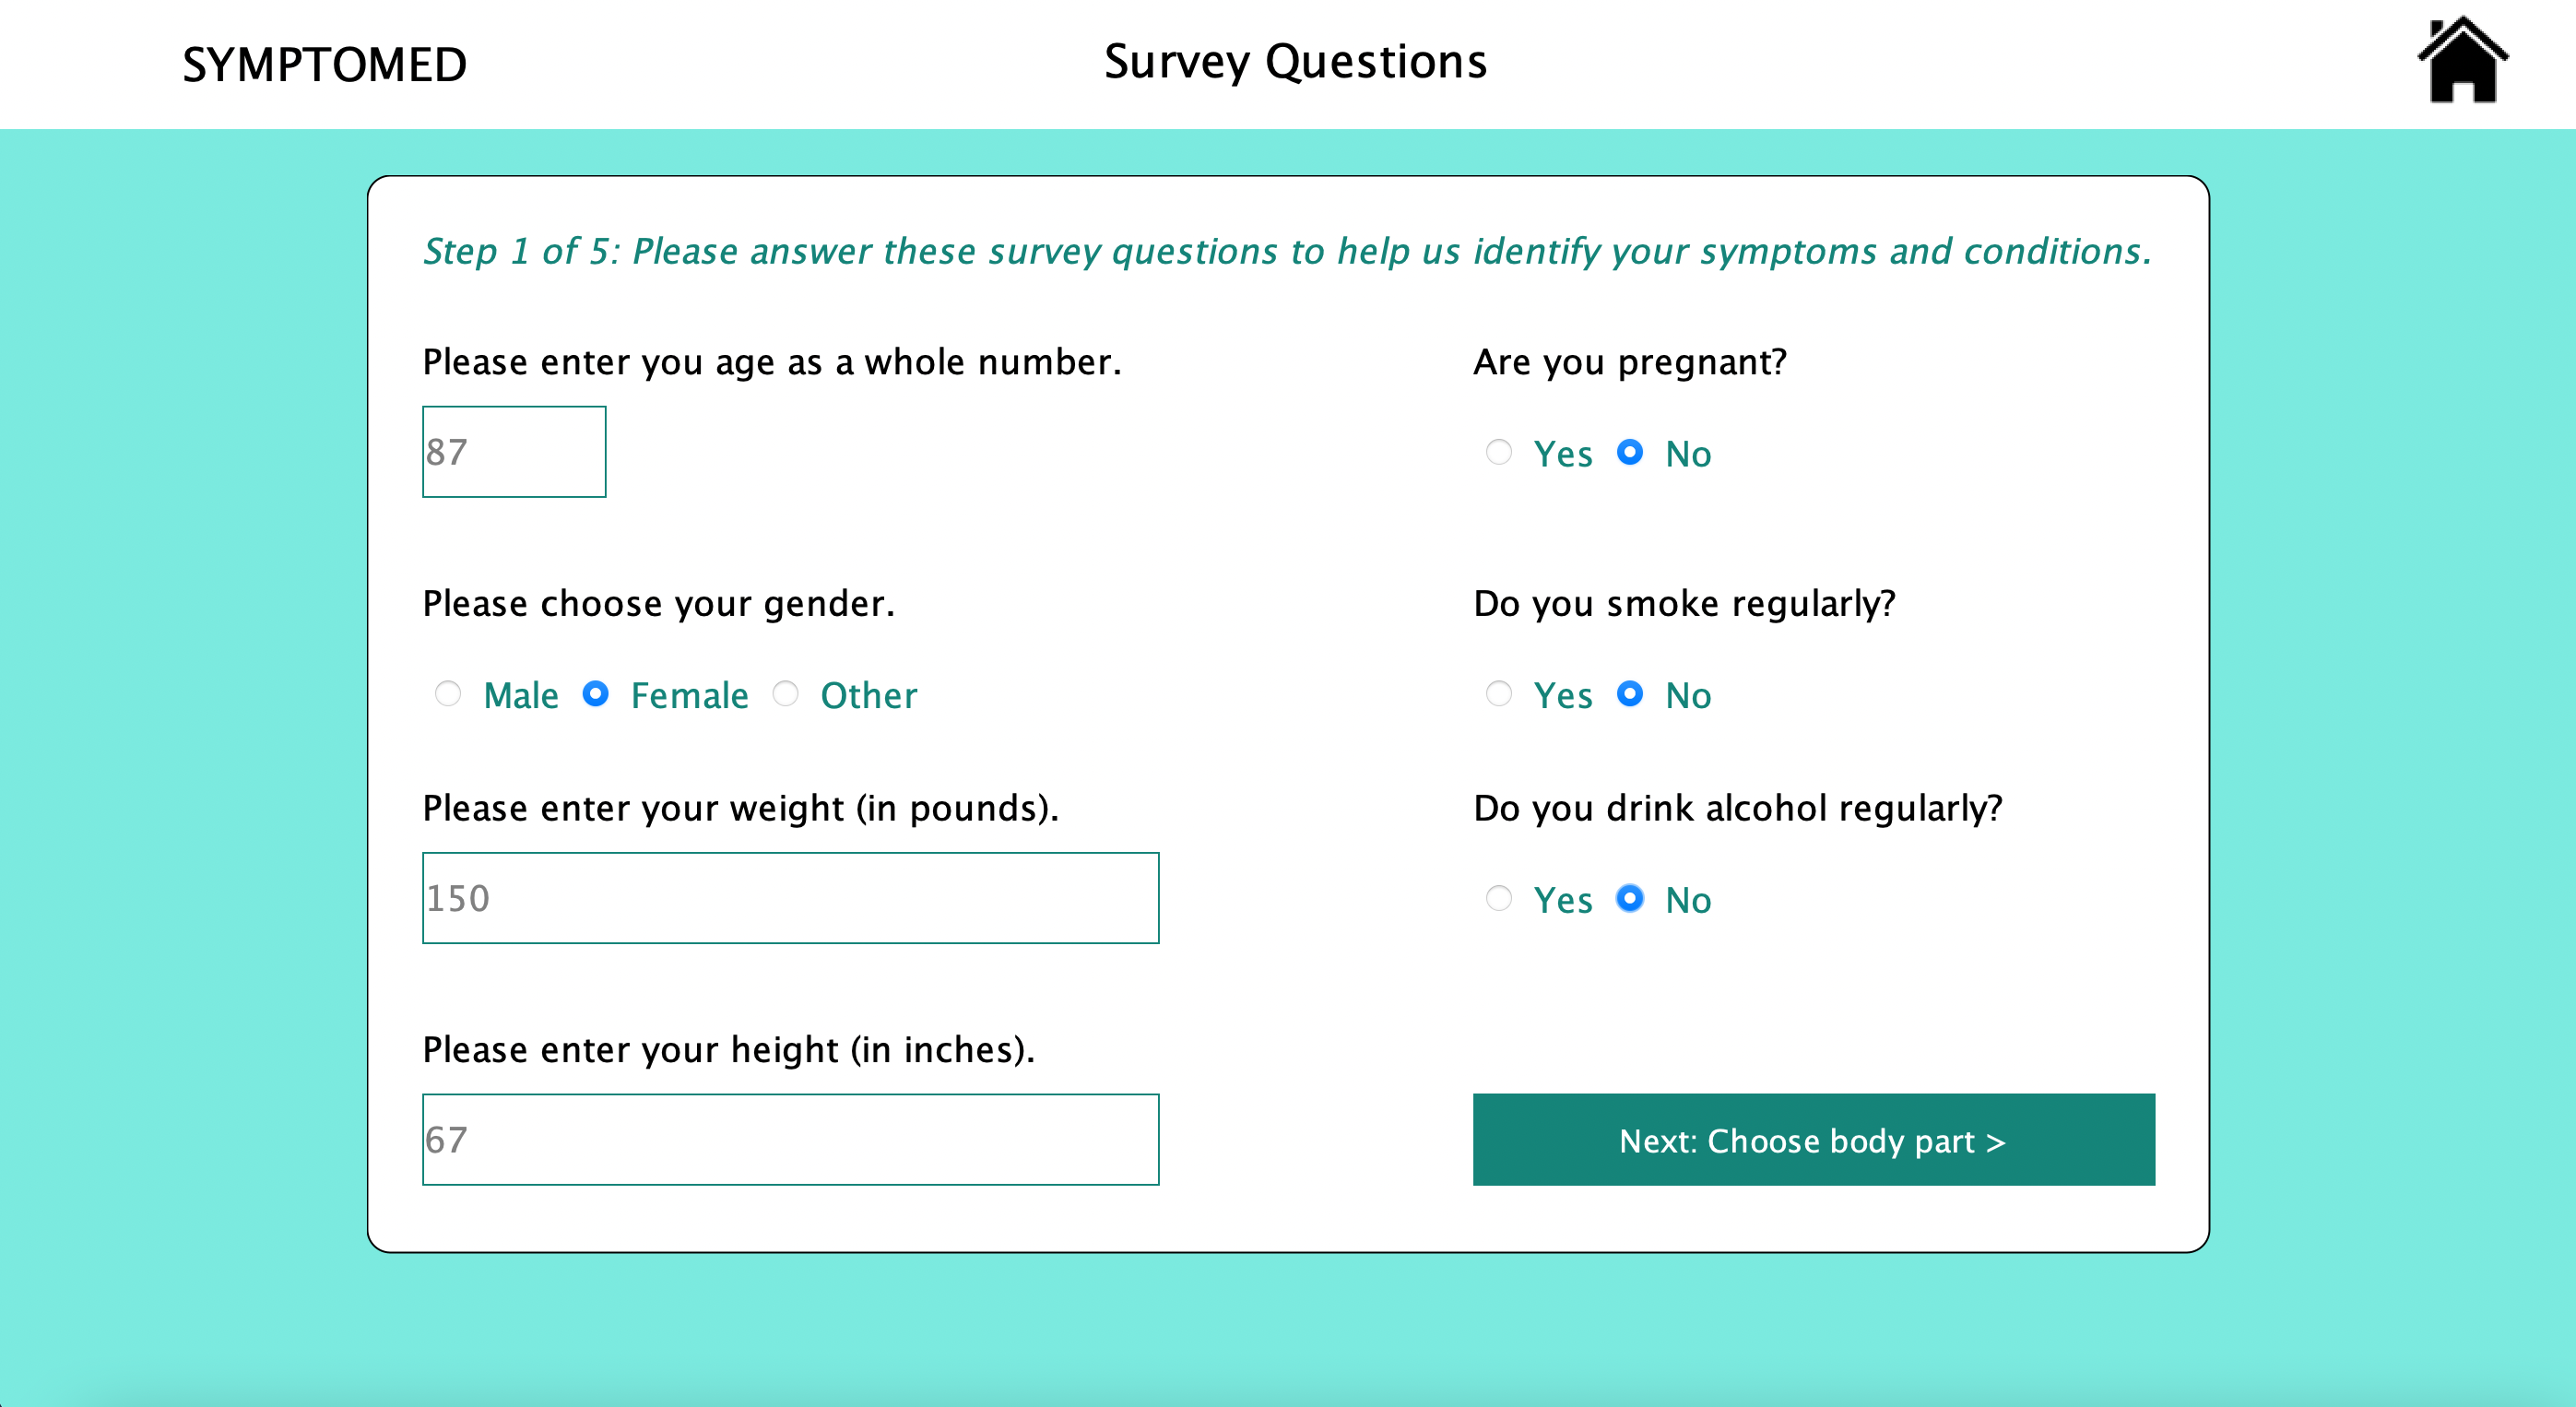 SYMPTOMED
Survey Questions
Step 1 of 5: Please answer these survey questions to help us identify your symptoms and conditions.
Please enter you age as a whole number.
87
Please choose your gender.
Male Female Other
Please enter your weight (in pounds).
150
Please enter your height (in inches).
67
Are you pregnant?
Yes No
Do you smoke regularly?
Yes No
Do you drink alcohol regularly?
Yes No
Next: Choose body part >